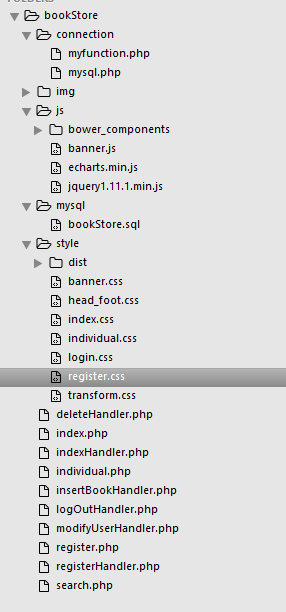 bookStore
connection
myfunction.php
mysql.php
img
js
bower_components
banner.js
echarts.min.js
jquery1.11.1.min.js
mysql
bookStore.sql
style
dist
banner.css
head_foot.css
index.css
individual.css
login.css
register.css
transform.css
deleteHandler.php
index.php
indexHandler.php
individual.php
insertBookHandler.php
logOutHandler.php
modifyUserHandler.php
register.php
registerHandler.php
search.php